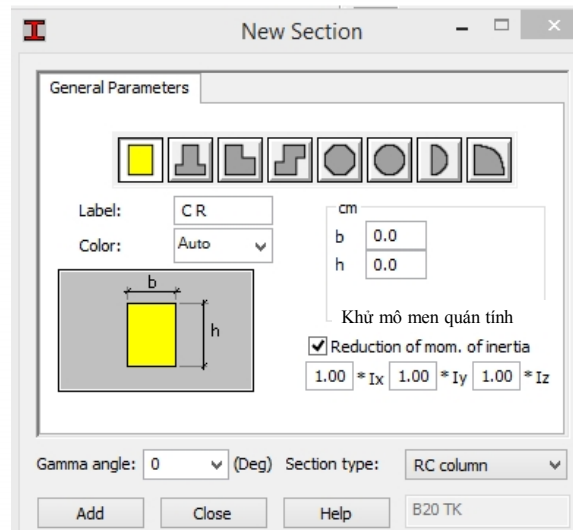 New Section
General Parameters
Label: C R
Color: Auto
cm
b 0.0
h 0.0
b
h
Khử mô men quán tính
Reduction of mom. of inertia
1.00 * Ix 1.00 * Iy 1.00 * Iz
Gamma angle: 0 (Deg) Section type: RC column
Add Close Help B20 TK